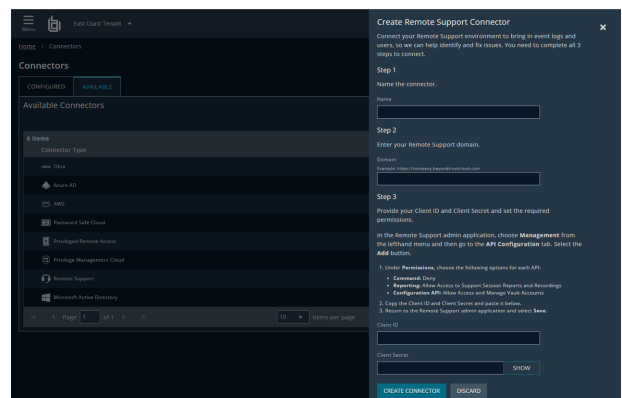 Menu
East Coast Tenant
Home > Connectors
Connectors
CONFIGURED
AVAILABLE
Available Connectors
8 Items
Connector Type
okta Okta
Azure AD
AWS
Password Safe Cloud
Privileged Remote Access
Privilege Management Cloud
Remote Support
Microsoft Active Directory
Page 1 of 1
10 Items per page
Create Remote Support Connector
Connect your Remote Support environment to bring in event logs and
users, so we can help identify and fix issues. You need to complete all 3
steps to connect.
Step 1
Name the connector.
Name
Step 2
Enter your Remote Support domain.
Domain
Example: https://company.beyondtrustcloud.com
Step 3
Provide your Client ID and Client Secret and set the required
permissions.
In the Remote Support admin application, choose Management from
the lefthand menu and then go to the API Configuration tab. Select the
Add button.
1. Under Permissions, choose the following options for each API:
• Command: Deny
• Reporting: Allow Access to Support Session Reports and Recordings
• Configuration API: Allow Access and Manage Vault Accounts
2. Copy the Client ID and Client Secret and paste it below.
3. Return to the Remote Support admin application and select Save.
Client ID
Client Secret
SHOW
CREATE CONNECTOR
DISCARD